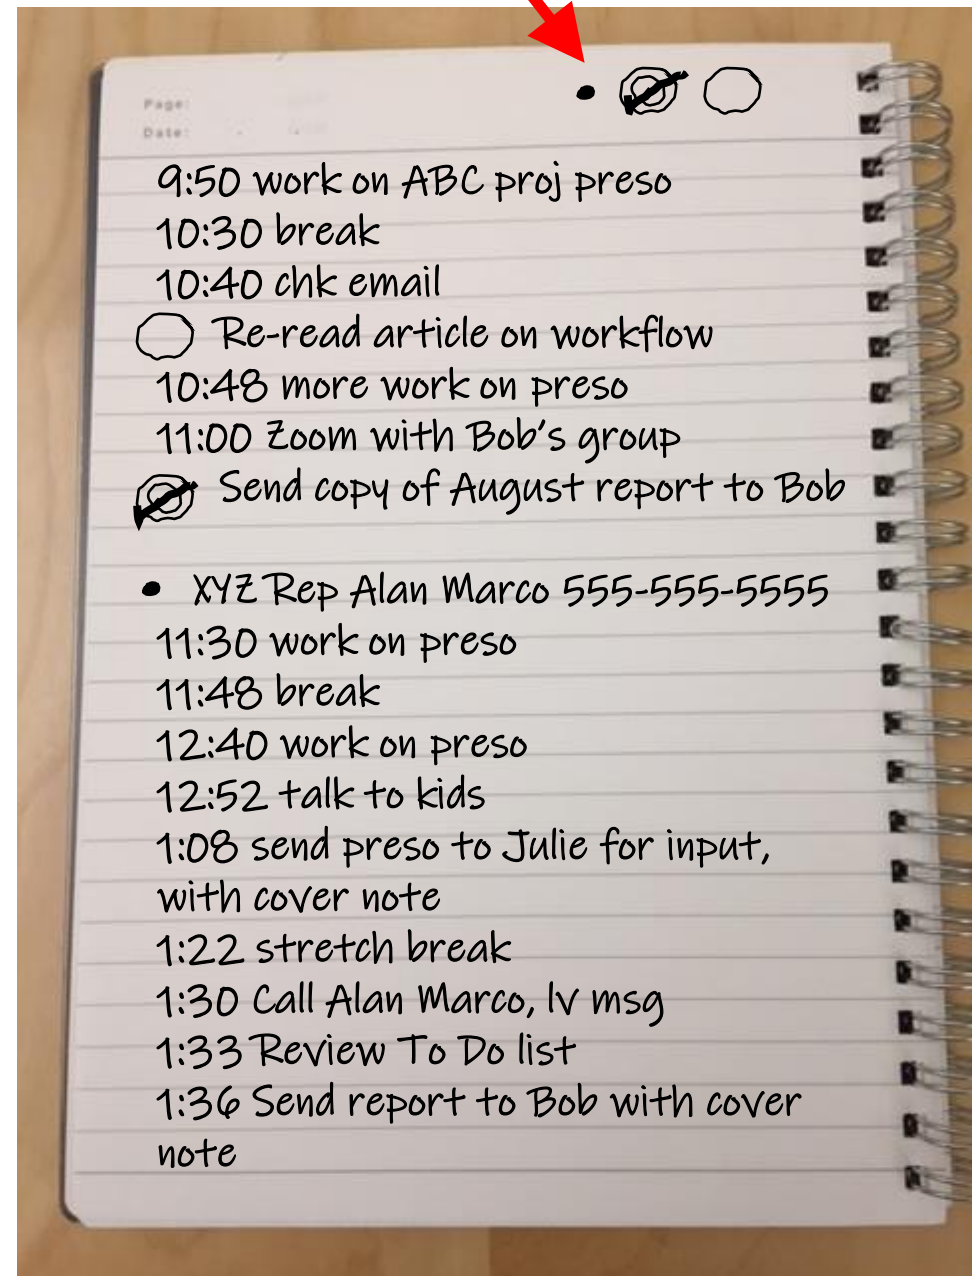 Page:
Date:
9:50 work on ABC proj preso
10:30 break
10:40 chk email
Re-read article on workflow
10:48 more work on preso
11:00 Zoom with Bob's group
Send copy of August report to Bob
• XYZ Rep Alan Marco 555-555-5555
11:30 work on preso
11:48 break
12:40 work on preso
12:52 talk to kids
1:08 send preso to Julie for input,
with cover note
1:22 stretch break
1:30 Call Alan Marco, lv msg
1:33 Review To Do list
1:36 Send report to Bob with cover
note